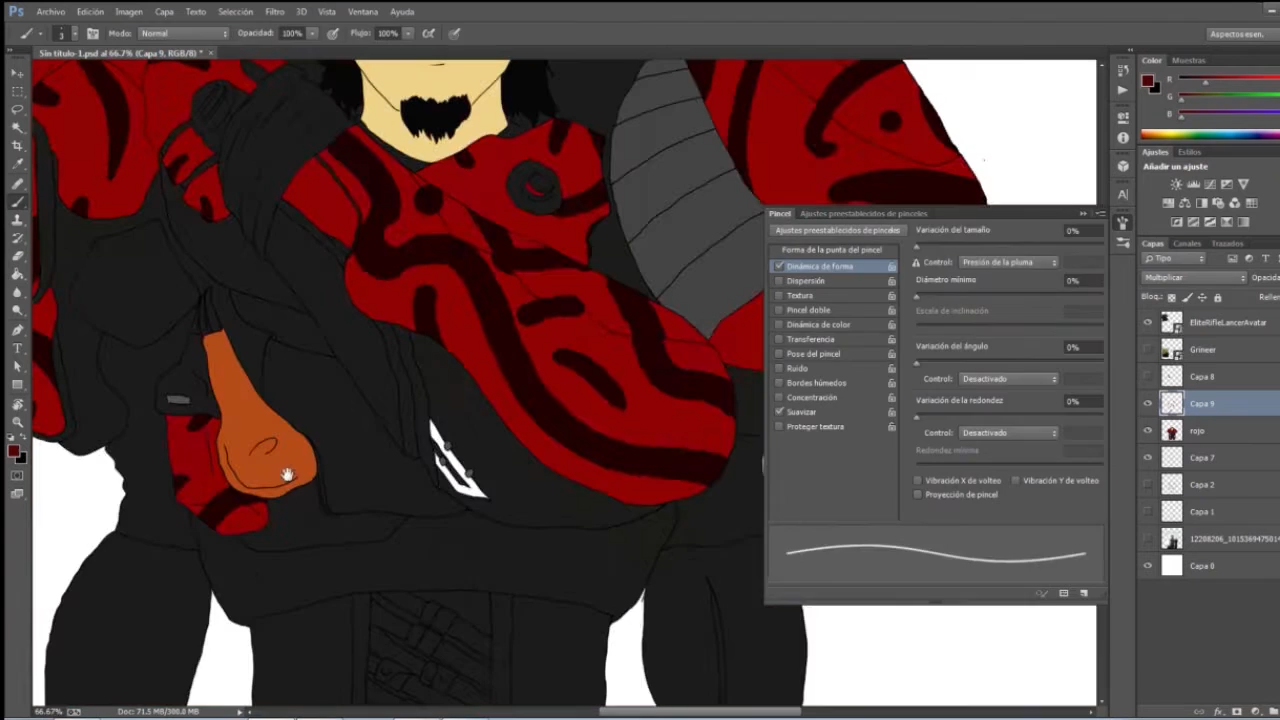 Ps Archivo Edición Imagen Capa Texto Selección Filtro 3D Vista Ventana Ayuda
3 Modo: Normal Opacidad: 100% Flujo: 100% Aspectos esen.
Sin título-1.psd al 66.7% (Capa 9, RGB/8) * ×
Color Muestras
R
G
B
Ajustes Estilos
Añadir un ajuste
Pincel Ajustes preestablecidos de pinceles
Ajustes preestablecidos de pinceles
Forma de la punta del pincel
Dinámica de forma
Dispersión
Textura
Pincel doble
Dinámica de color
Transferencia
Pose del pincel
Ruido
Bordes húmedos
Concentración
Suavizar
Proteger textura
Variación del tamaño 0%
Control: Presión de la pluma
Diámetro mínimo 0%
Escala de inclinación
Variación del ángulo 0%
Control: Desactivado
Variación de la redondez 0%
Control: Desactivado
Redondez mínima
Vibración X de volteo Vibración Y de volteo
Proyección de pincel
Capas Canales Trazados
Tipo
Multiplicar Opacida
Bloq.: Reller
EliteRifleLancerAvatar
Grineer
Capa 8
Capa 9
rojo
Capa 7
Capa 2
Capa 1
12208206_1015369475014
Capa 0
66.67% Doc: 71.5 MB/300.0 MB